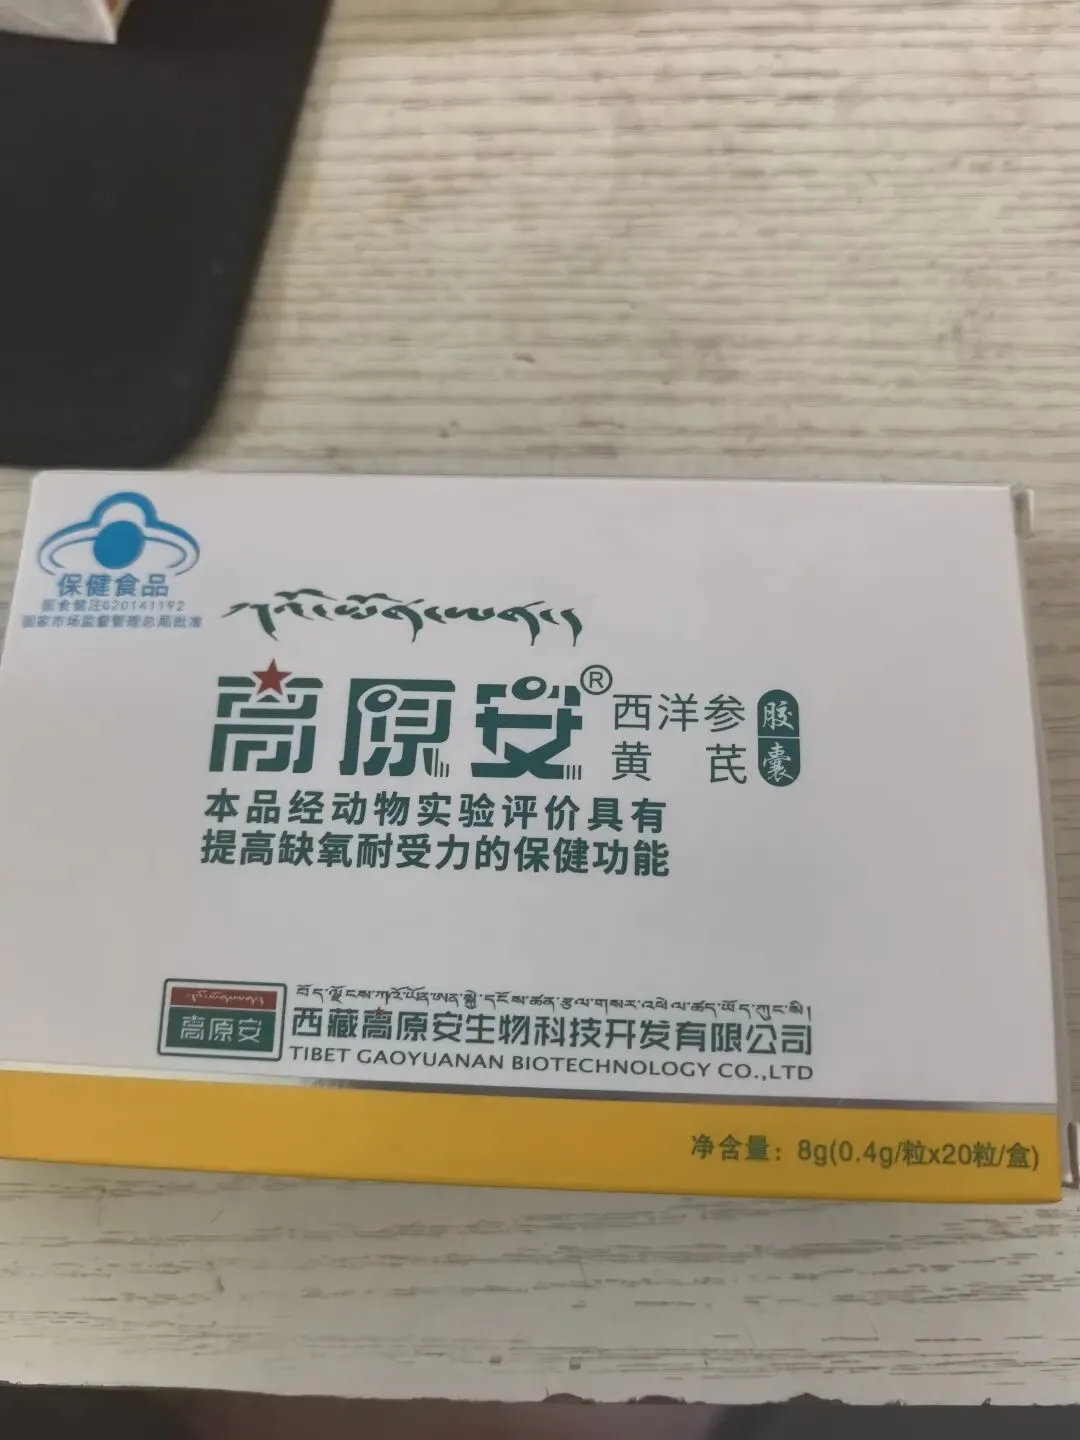 保健食品
国食健注G20141192
国家市场监督管理总局批准
高原安®
西洋参
黄芪
胶囊
本品经动物实验评价具有
提高缺氧耐受力的保健功能
高原安
西藏高原安生物科技开发有限公司
TIBET GAOYUANAN BIOTECHNOLOGY CO.,LTD
净含量：8g(0.4g/粒x20粒/盒)